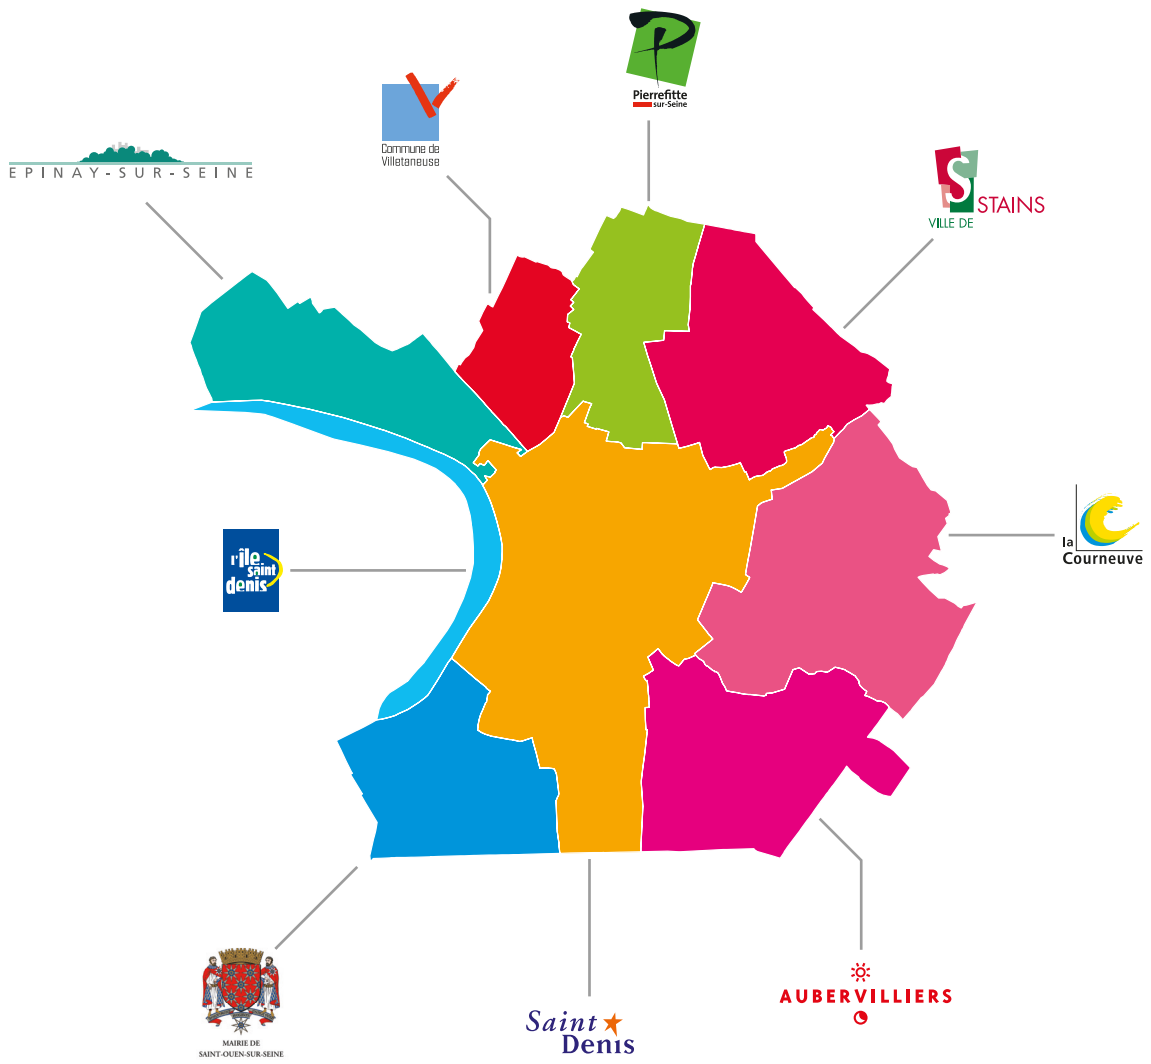 Pierrefitte
sur-Seine
Commune de
Villetaneuse
EPINAY-SUR-SEINE
S
STAINS
VILLE DE
la
Courneuve
l'île
saint
denis
MAIRIE DE
SAINT-OUEN-SUR-SEINE
Saint
Denis
AUBERVILLIERS